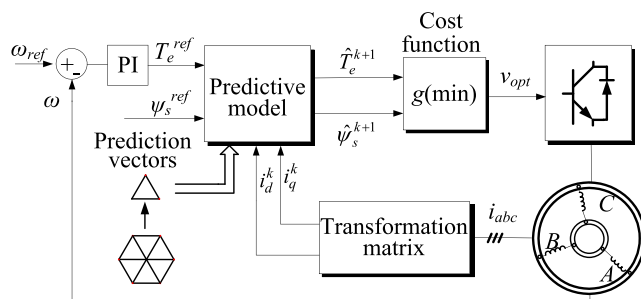 ω_ref
+
-
ω
PI
T_e^ref
ψ_s^ref
Prediction
vectors
Predictive
model
T̂_e^{k+1}
ψ̂_s^{k+1}
Cost
function
g(min)
v_opt
i_d^k
i_q^k
Transformation
matrix
i_abc
C
B
A